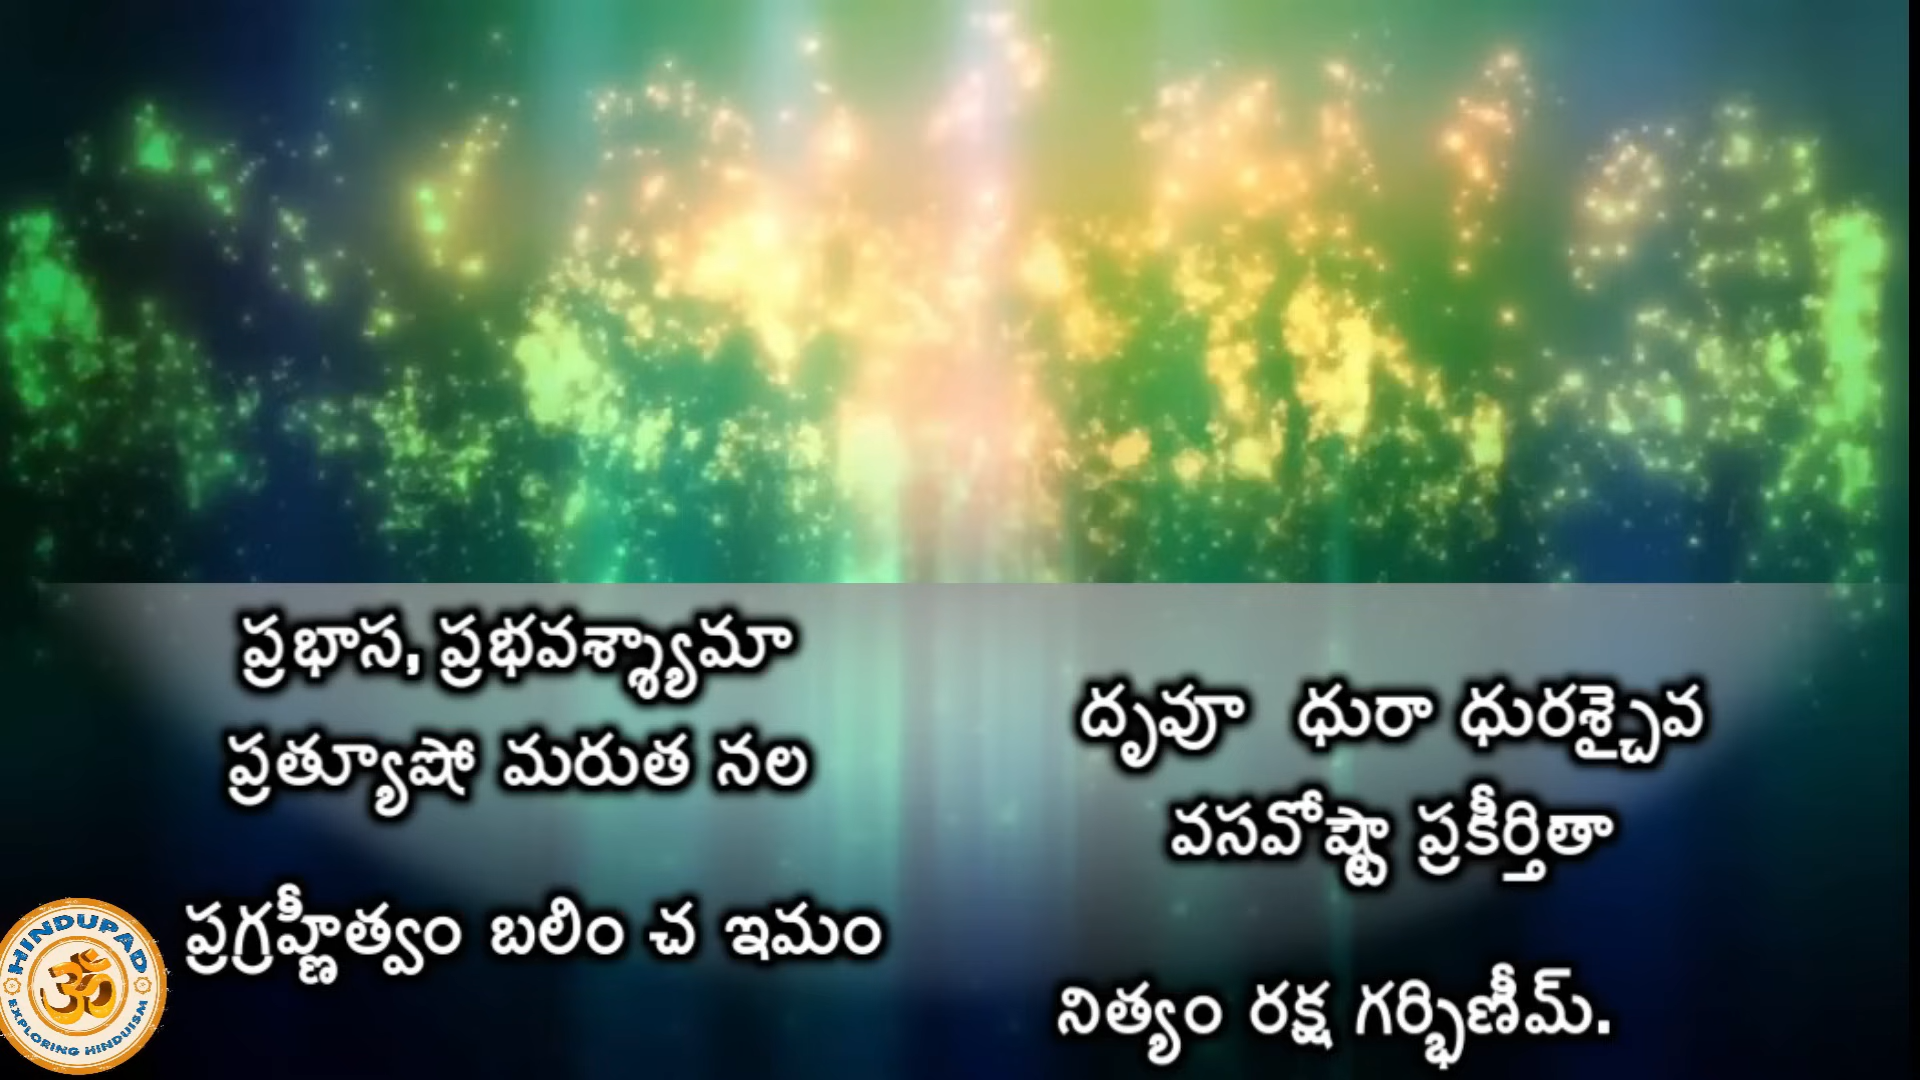 ప్రభాస, ప్రభవశ్శ్యామా
ప్రత్యూషో మరుత నల
ప్రగ్రహ్ణీత్వం బలిం చ ఇమం
దృవూ ధురా ధురశ్చైవ
వసవోష్టౌ ప్రకీర్తితా
నిత్యం రక్ష గర్భిణీమ్.
HINDUPAD
ॐ
EXPLORING HINDUISM